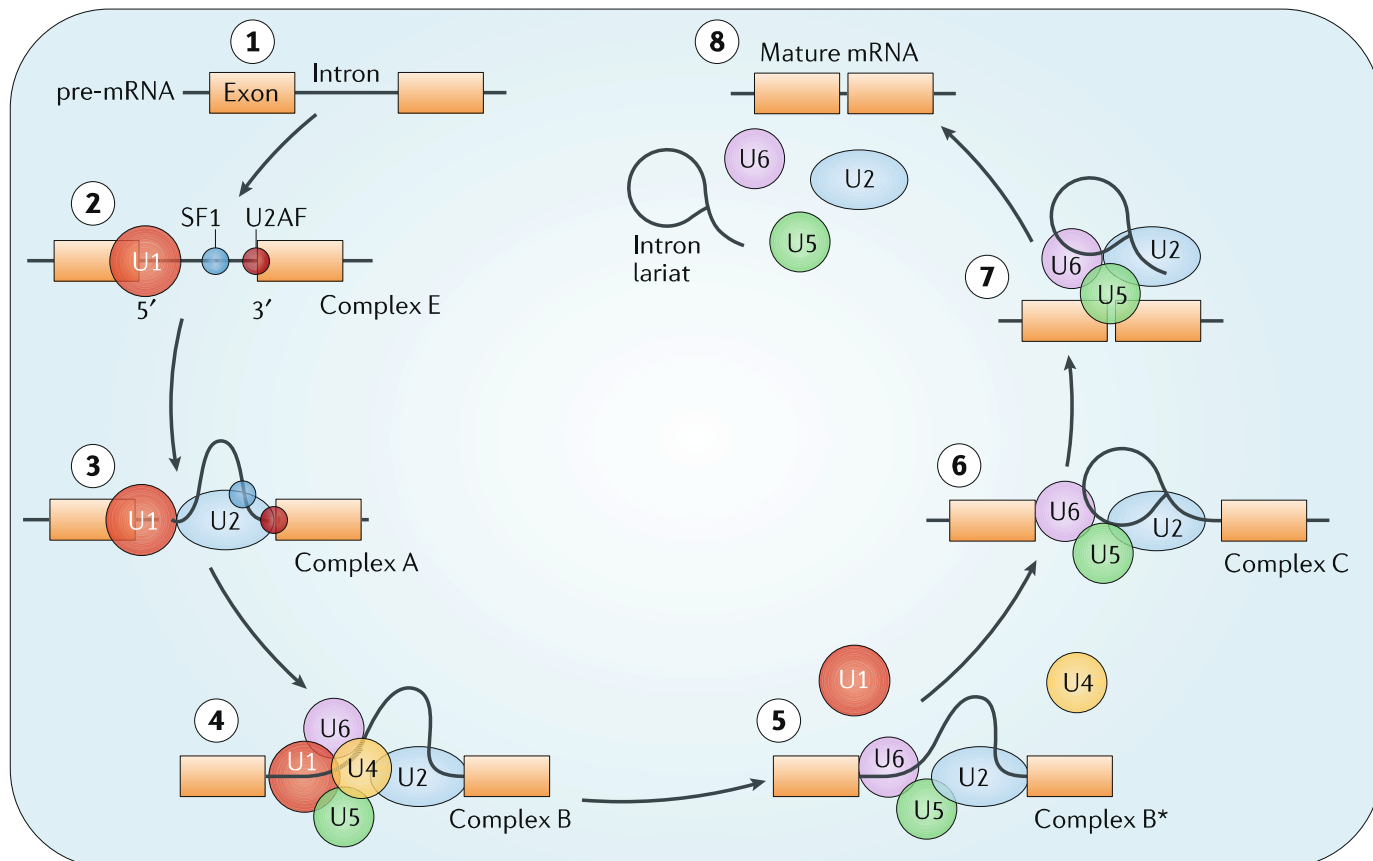 1
pre-mRNA
Exon
Intron
2
SF1
U2AF
U1
5′
3′
Complex E
3
U1
U2
Complex A
4
U6
U1
U4
U2
U5
Complex B
5
U1
U4
U6
U2
U5
Complex B*
6
U6
U2
U5
Complex C
7
U6
U2
U5
8
Mature mRNA
U6
U2
U5
Intron
lariat